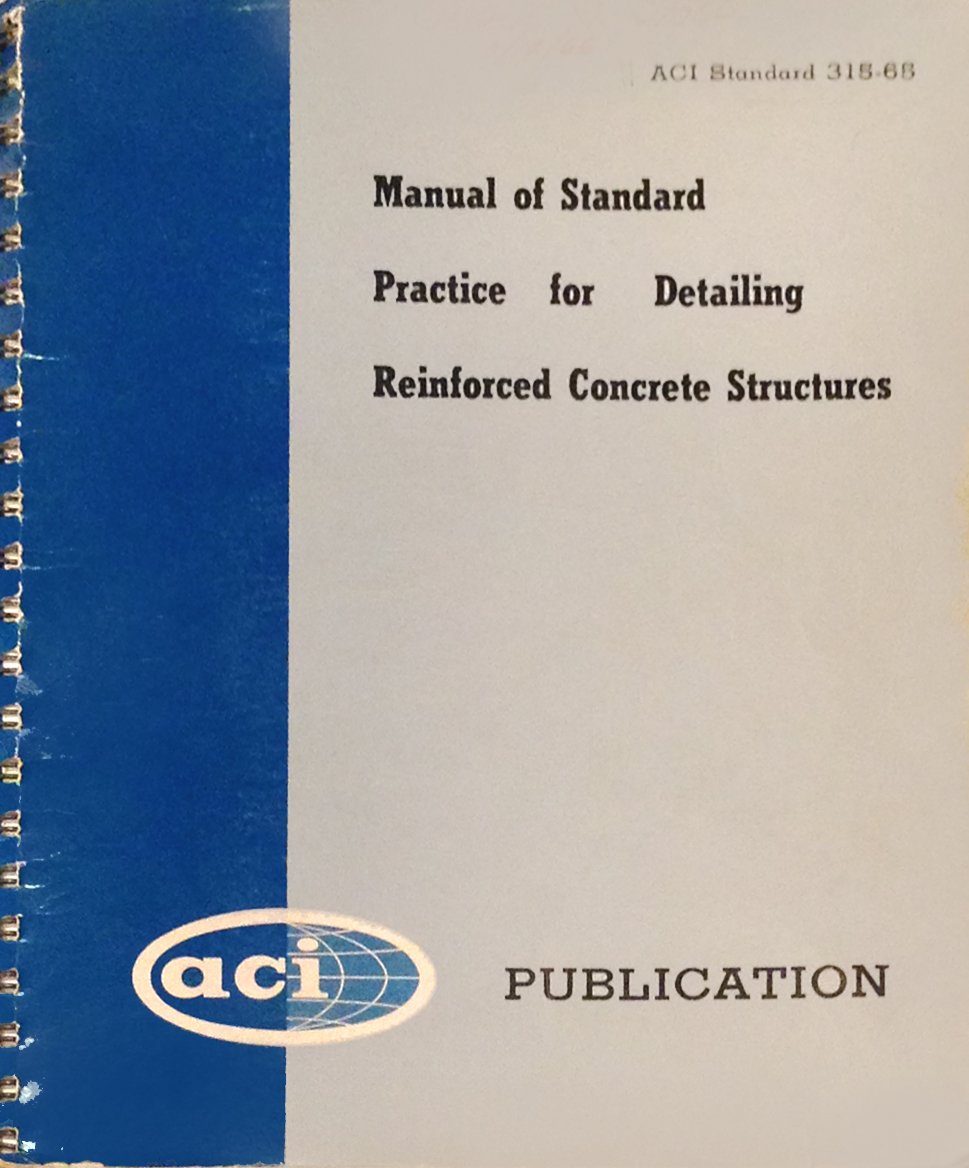 ACI Standard 315-65
Manual of Standard
Practice for Detailing
Reinforced Concrete Structures
aci
PUBLICATION